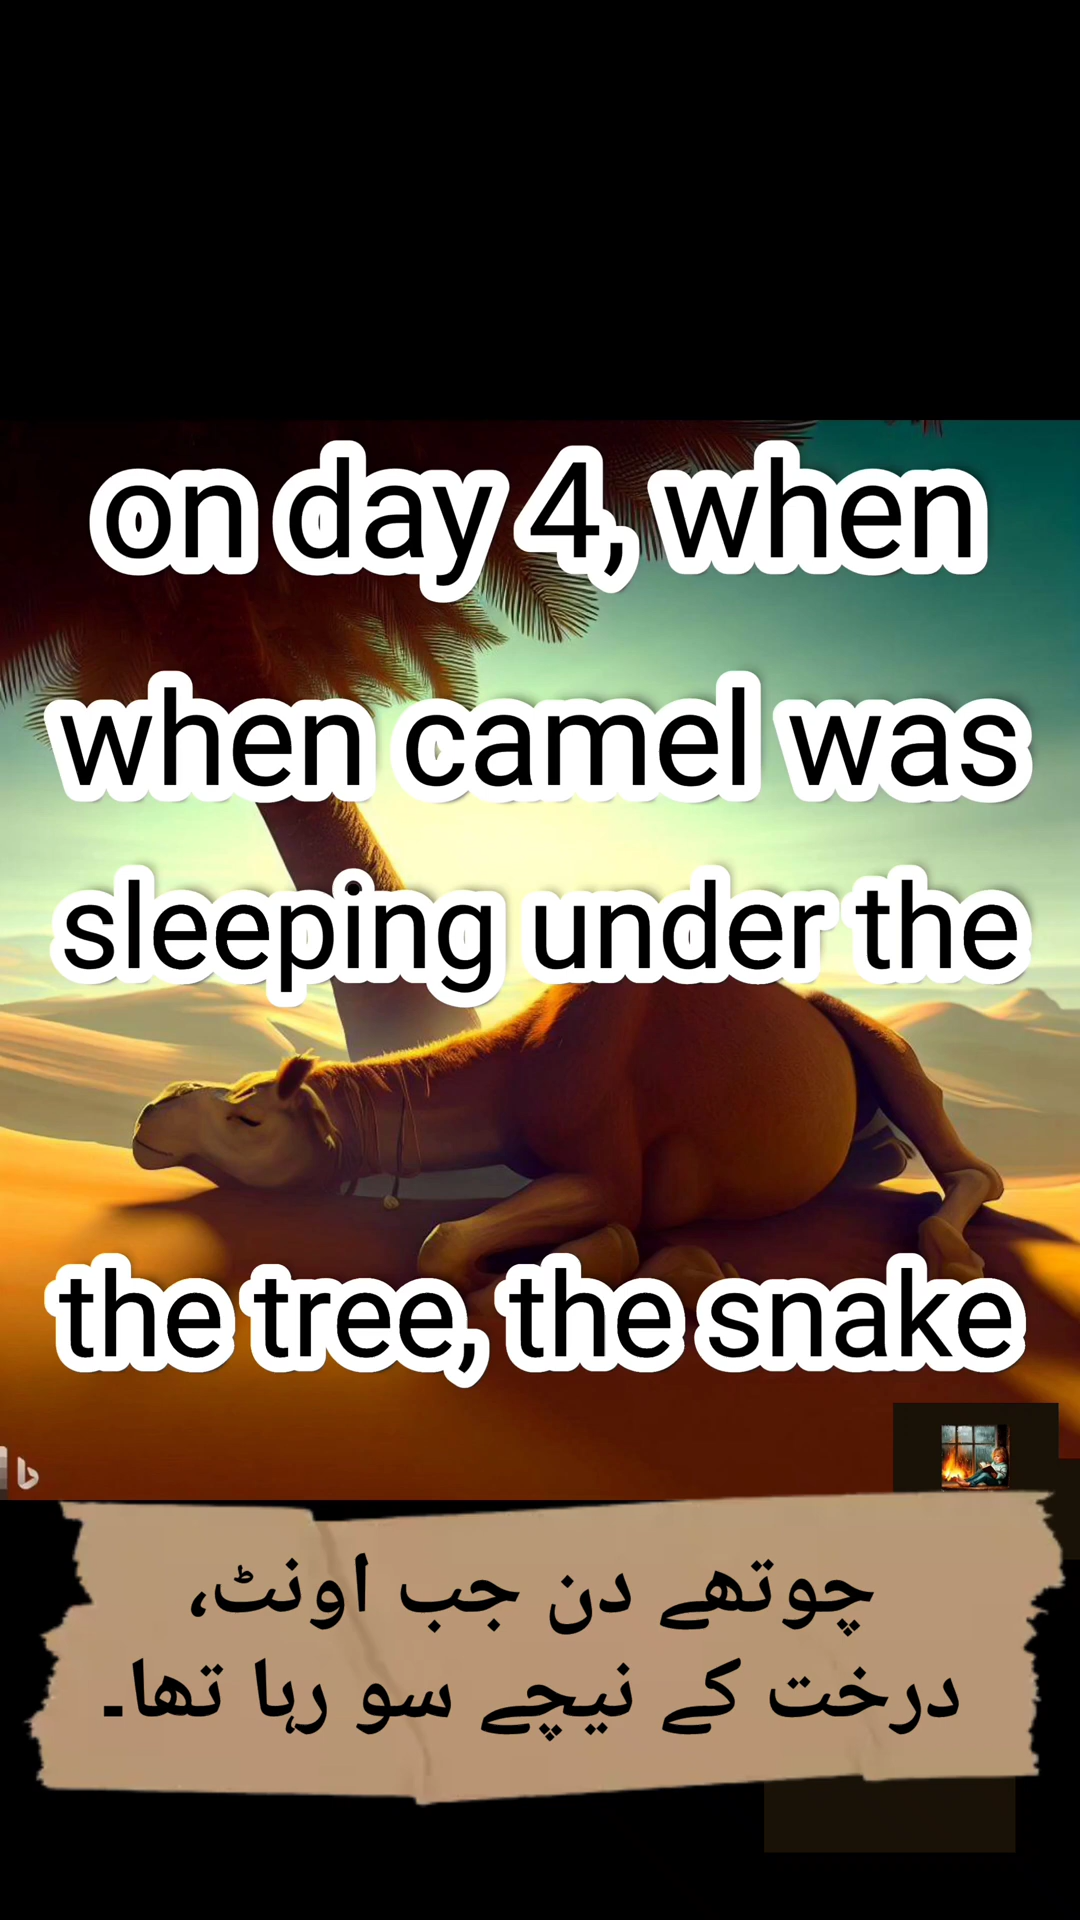 on day 4, when
when camel was
sleeping under the
the tree, the snake
b
چوتھے دن جب اونٹ،
درخت کے نیچے سو رہا تھا۔